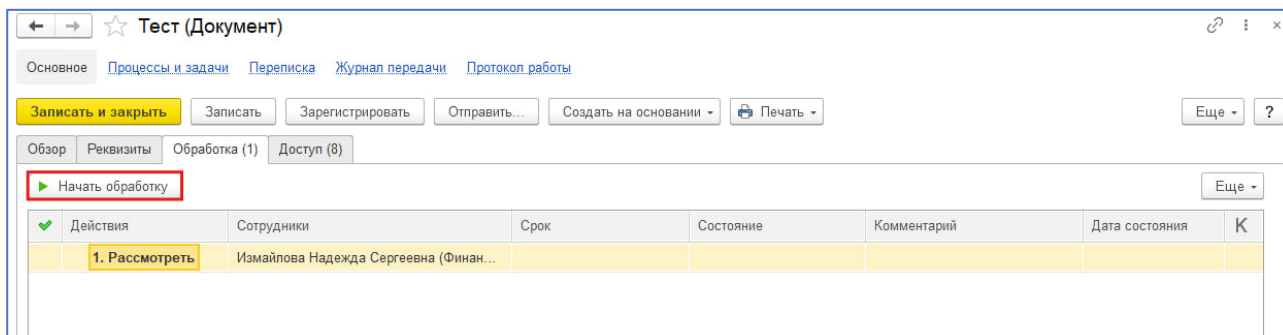 Тест (Документ)
Основное Процессы и задачи Переписка Журнал передачи Протокол работы
Записать и закрыть Записать Зарегистрировать Отправить... Создать на основании Печать Еще ?
Обзор Реквизиты Обработка (1) Доступ (8)
Начать обработку Еще
Действия Сотрудники Срок Состояние Комментарий Дата состояния К
1. Рассмотреть Измайлова Надежда Сергеевна (Финан...